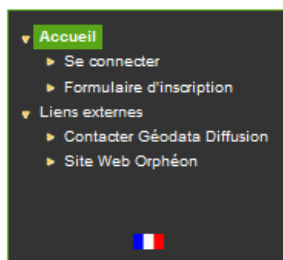 Accueil
Se connecter
Formulaire d'inscription
Liens externes
Contacter Géodata Diffusion
Site Web Orphéon